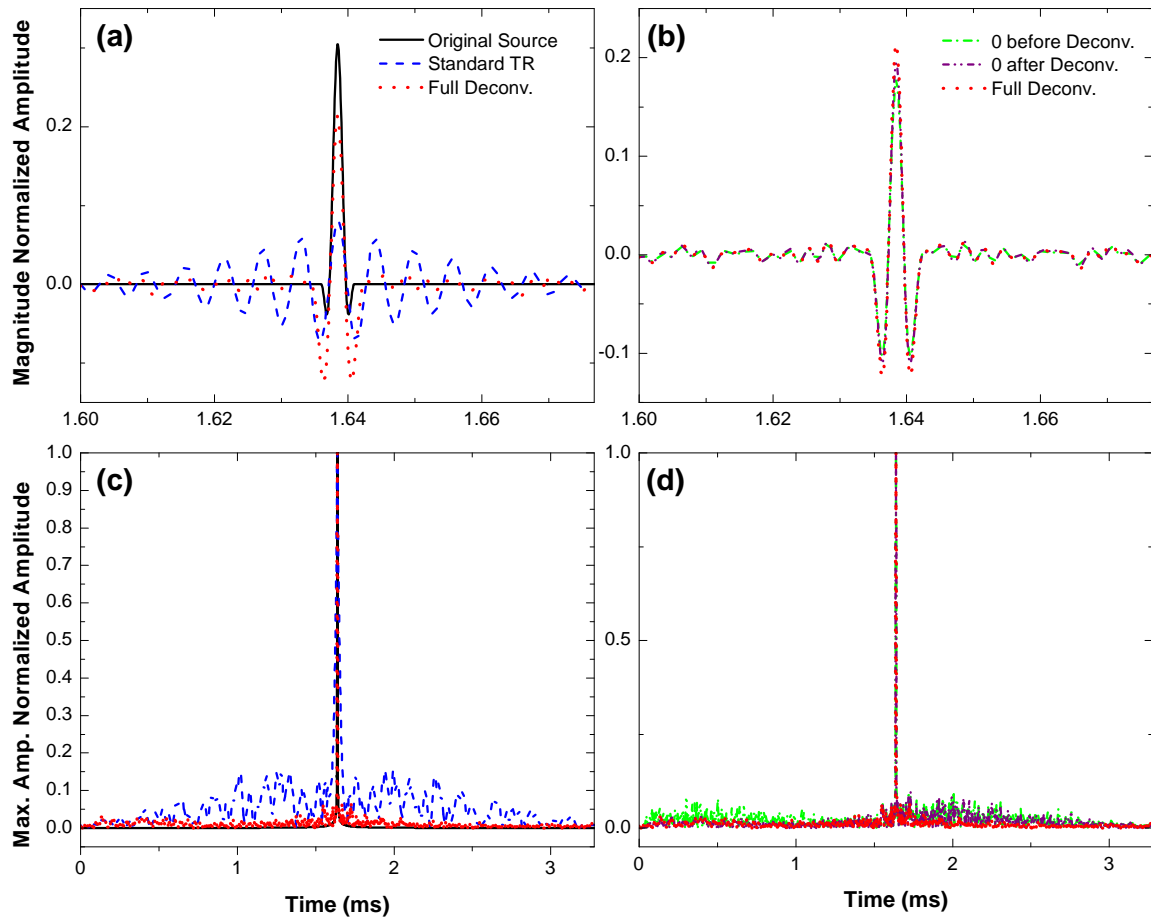 (a)
Original Source
Standard TR
Full Deconv.
Magnitude Normalized Amplitude
0.2
0.0
1.60
1.62
1.64
1.66
(b)
0 before Deconv.
0 after Deconv.
Full Deconv.
0.2
0.1
0.0
-0.1
1.60
1.62
1.64
1.66
(c)
Max. Amp. Normalized Amplitude
1.0
0.9
0.8
0.7
0.6
0.5
0.4
0.3
0.2
0.1
0.0
0
1
2
3
Time (ms)
(d)
1.0
0.5
0.0
0
1
2
3
Time (ms)